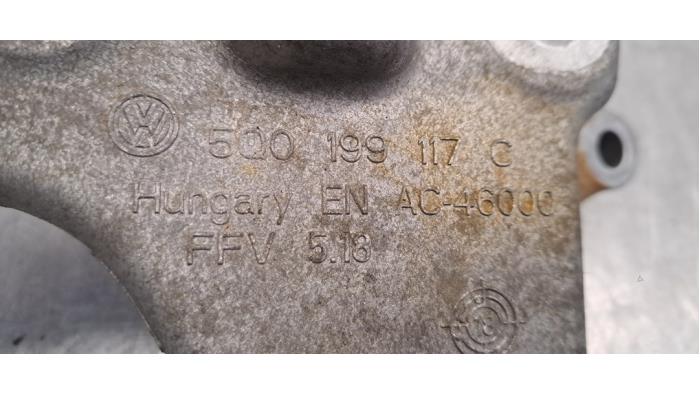 5Q0 199 117 C
Hungary EN AC-46000
FFV 5.18